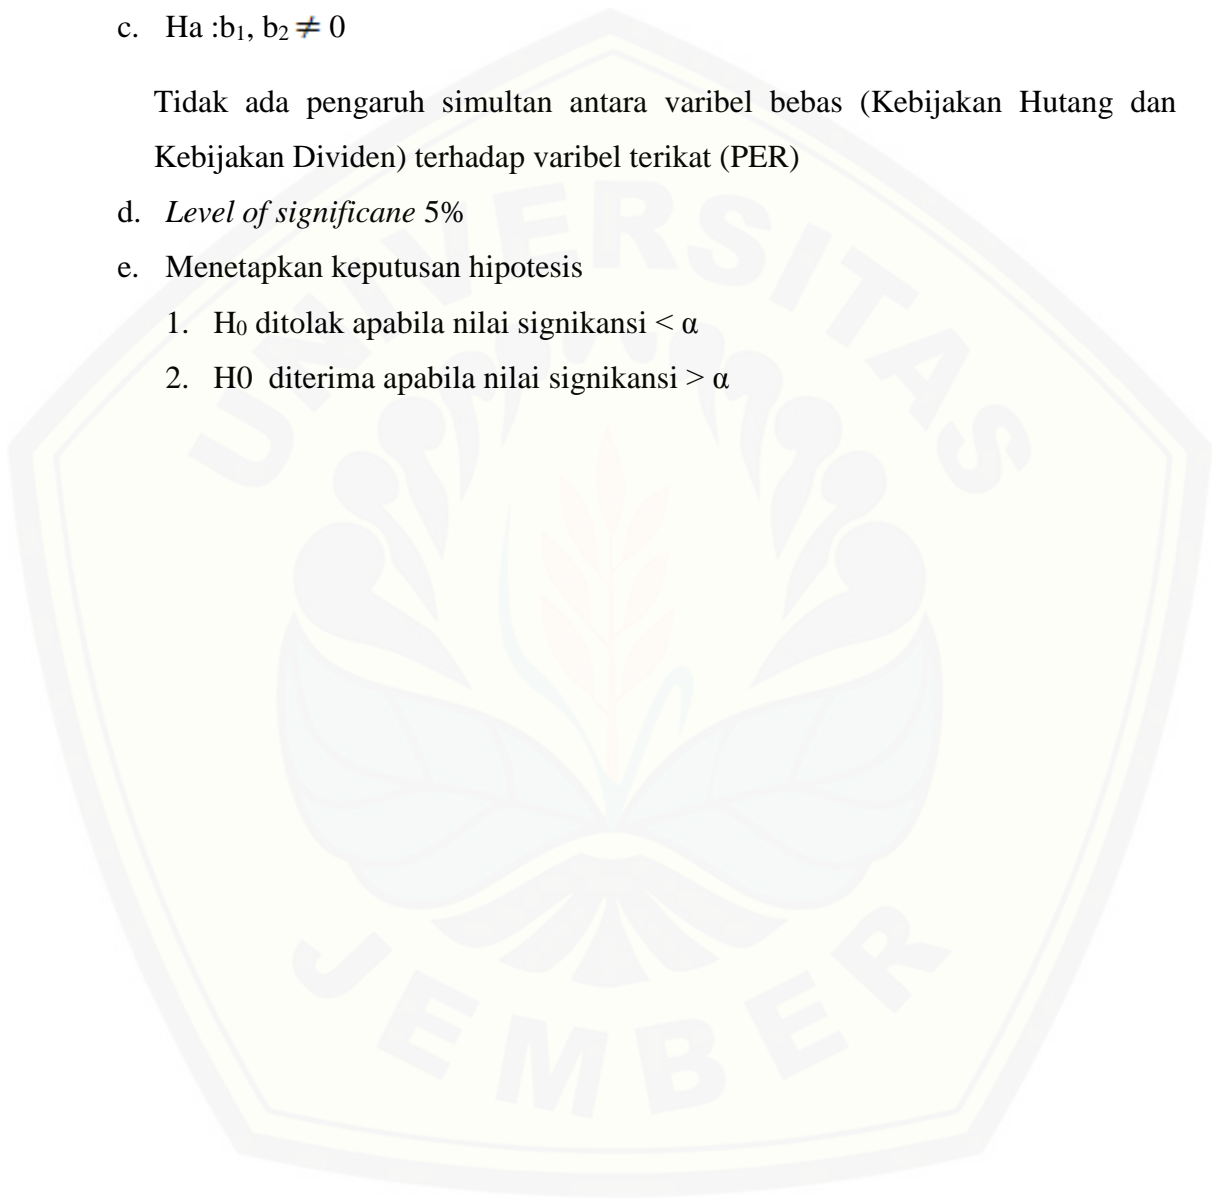 c. Ha :b₁, b₂ ≠ 0
Tidak ada pengaruh simultan antara varibel bebas (Kebijakan Hutang dan
Kebijakan Dividen) terhadap varibel terikat (PER)
d. Level of significane 5%
e. Menetapkan keputusan hipotesis
1. H₀ ditolak apabila nilai signikansi < α
2. H0 diterima apabila nilai signikansi > α
UNIVERSITAS
JEMBER